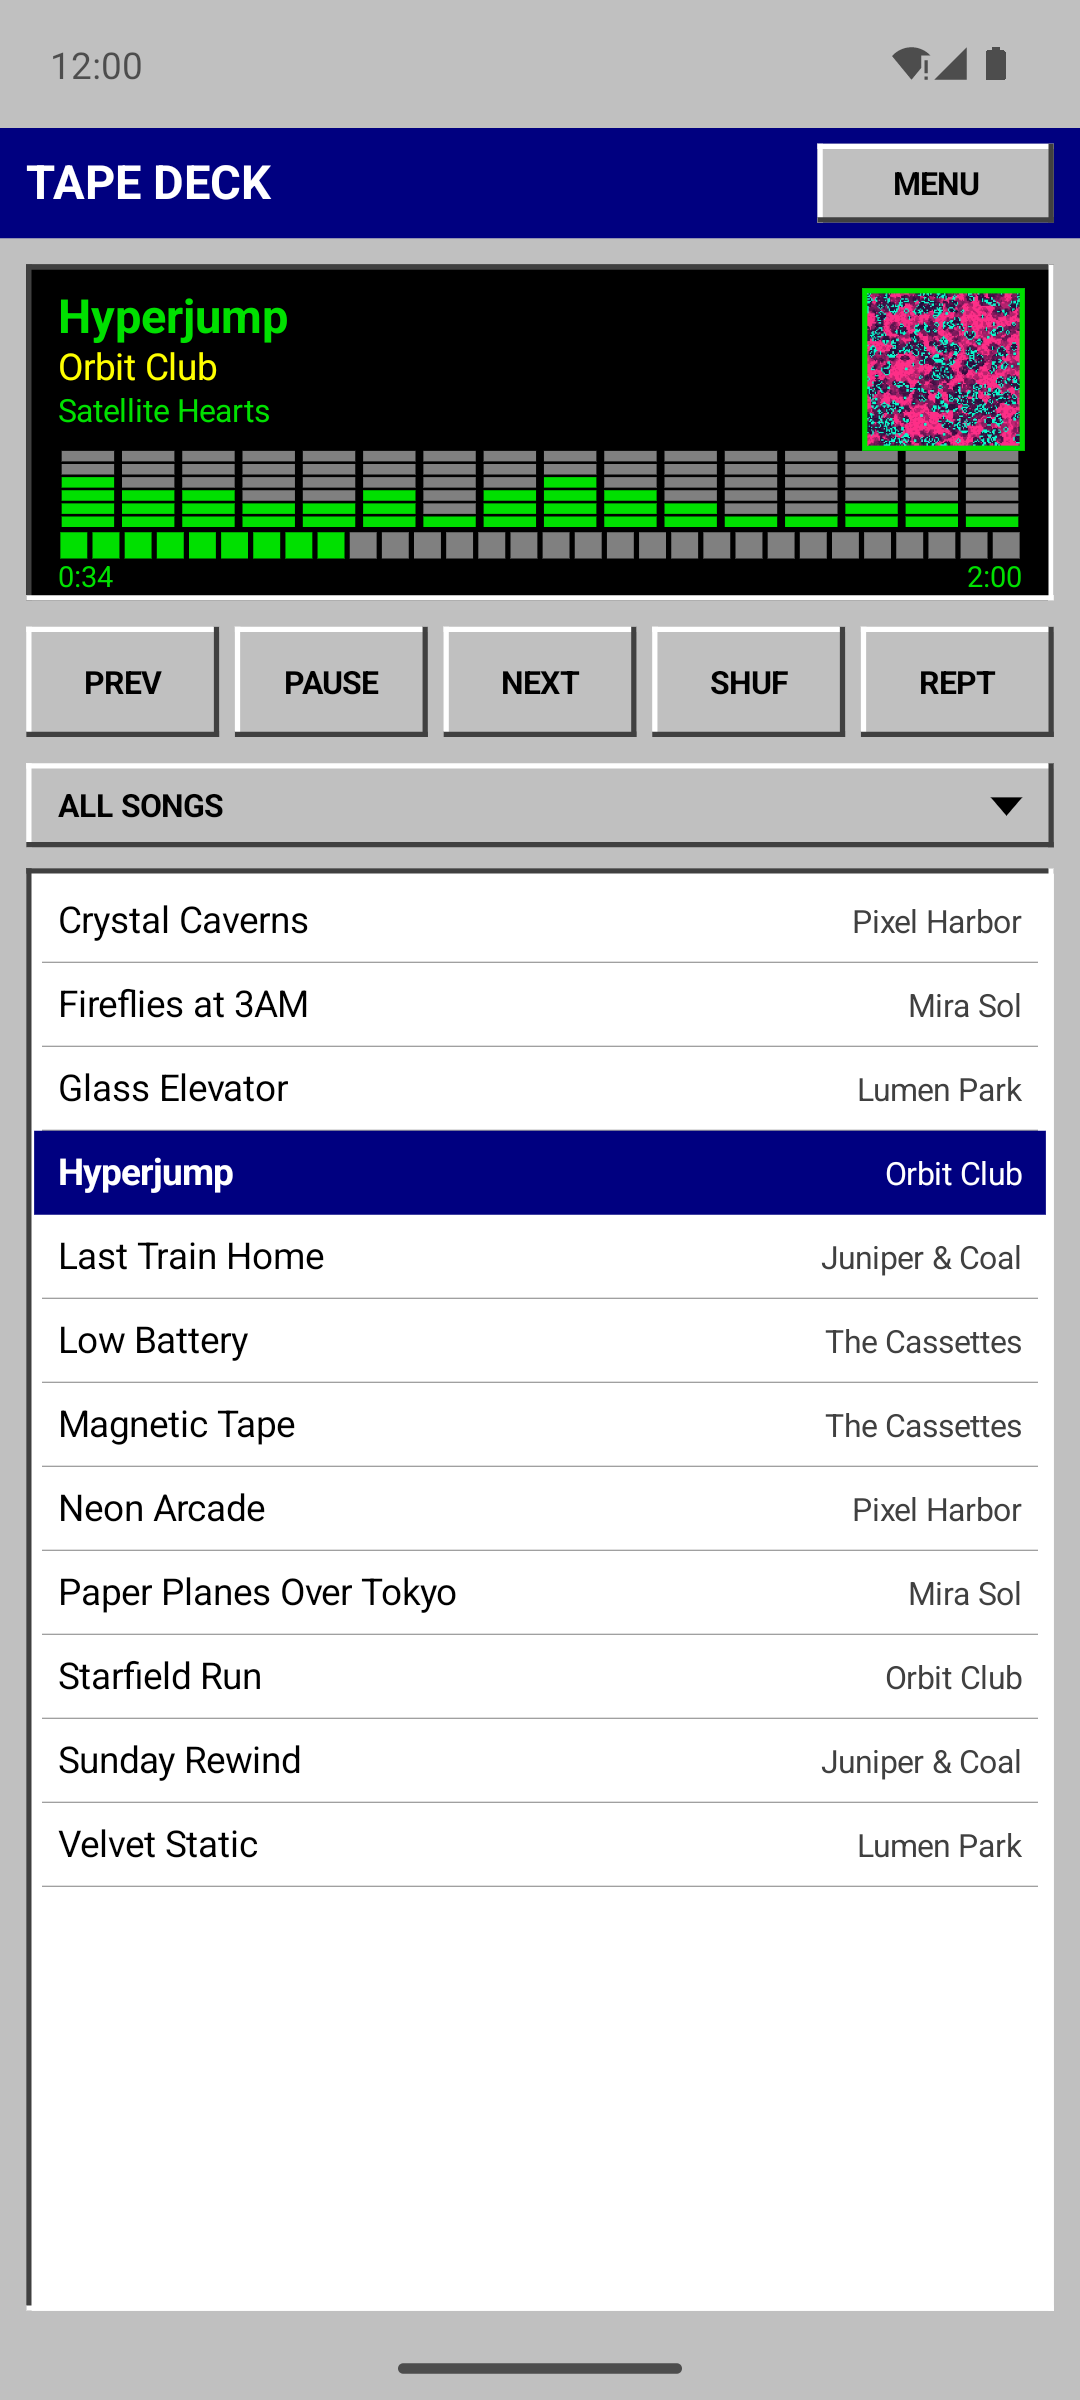 12:00
TAPE DECK MENU
Hyperjump
Orbit Club
Satellite Hearts
0:34 2:00
PREV PAUSE NEXT SHUF REPT
ALL SONGS
Crystal Caverns Pixel Harbor
Fireflies at 3AM Mira Sol
Glass Elevator Lumen Park
Hyperjump Orbit Club
Last Train Home Juniper & Coal
Low Battery The Cassettes
Magnetic Tape The Cassettes
Neon Arcade Pixel Harbor
Paper Planes Over Tokyo Mira Sol
Starfield Run Orbit Club
Sunday Rewind Juniper & Coal
Velvet Static Lumen Park